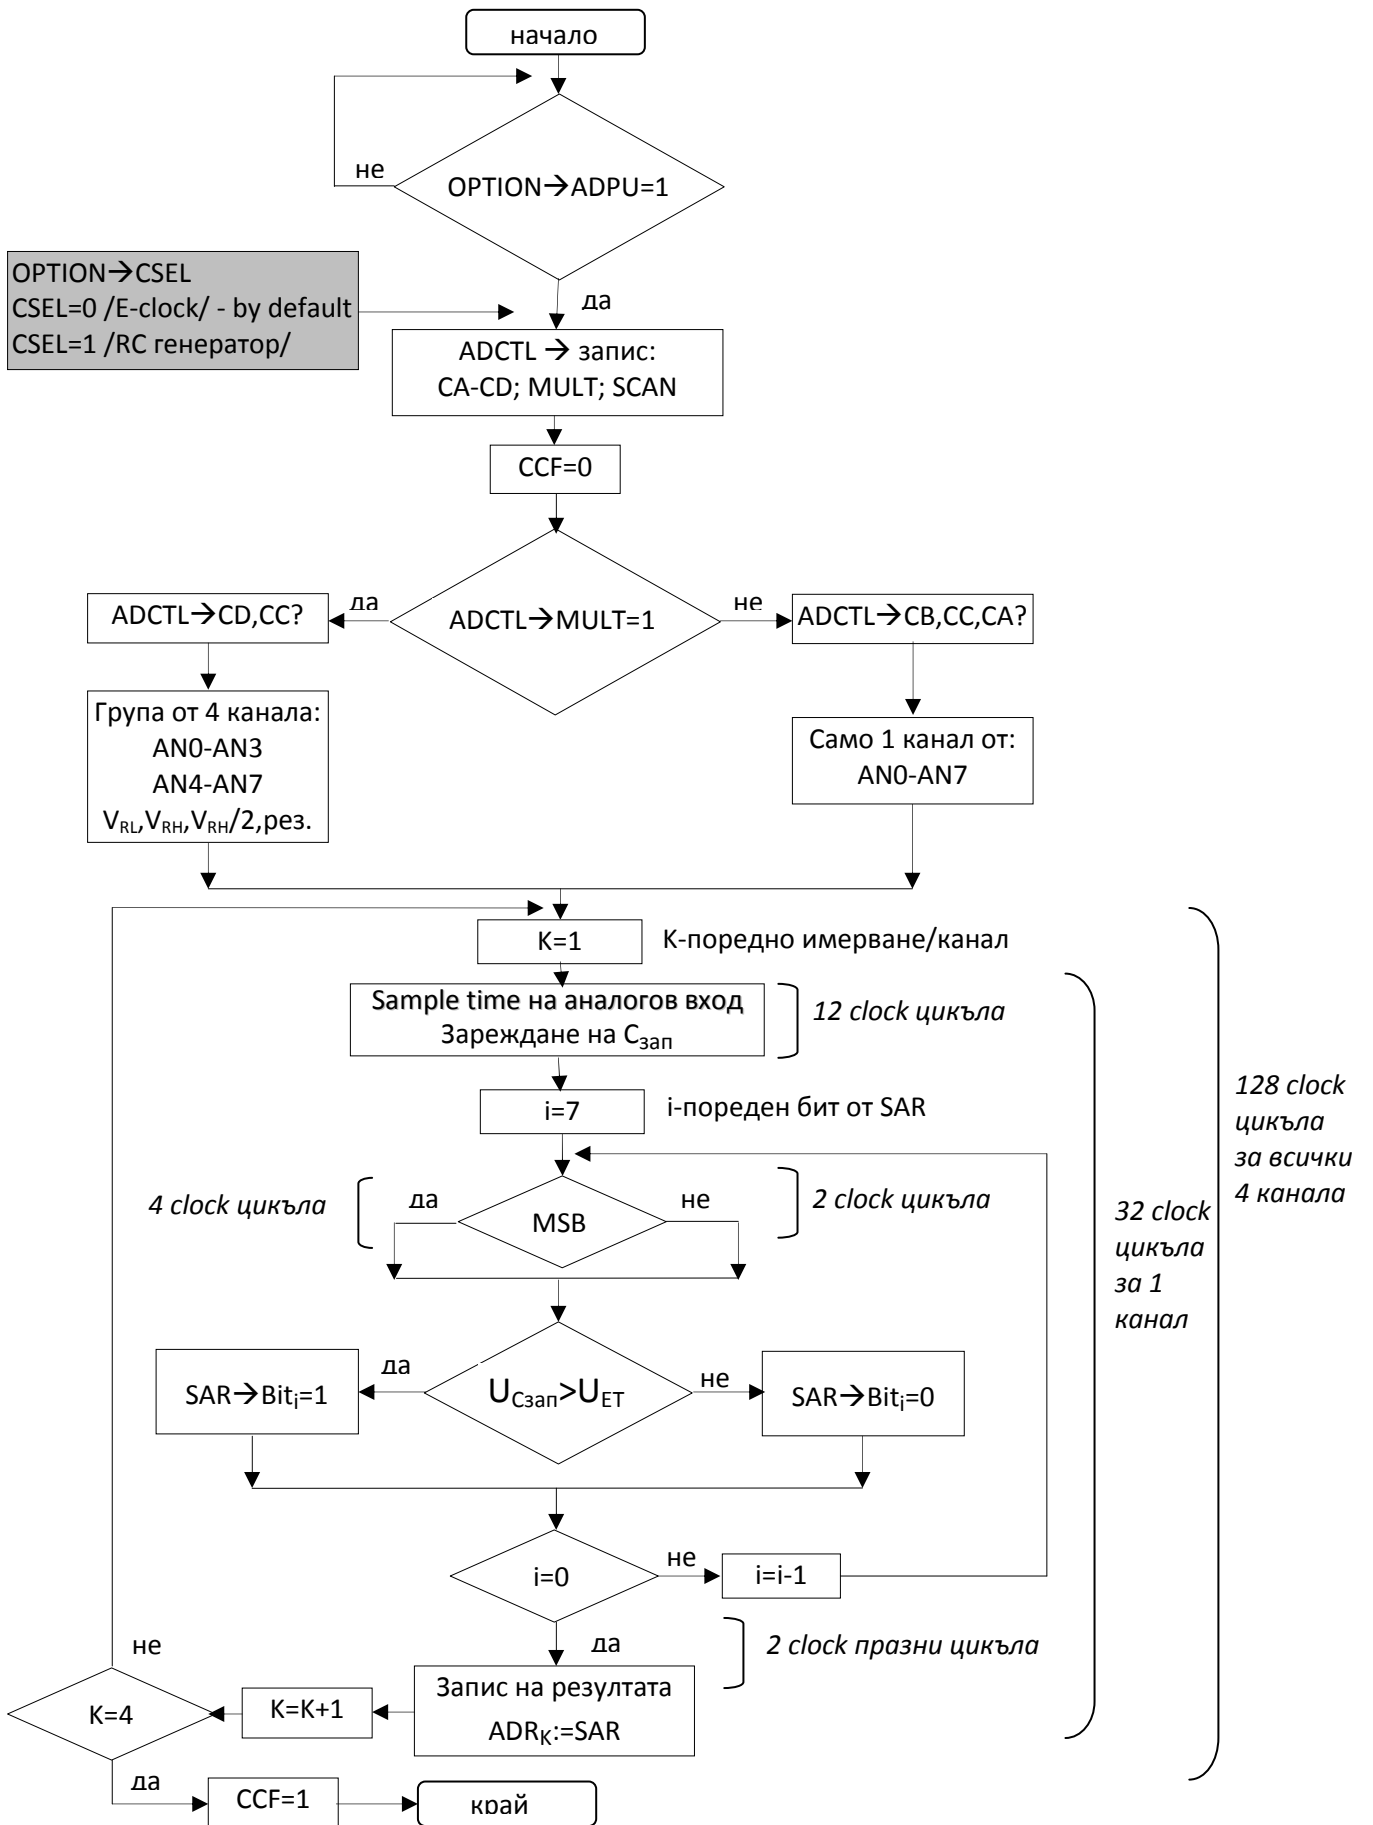 начало
не
OPTION→ADPU=1
OPTION→CSEL
CSEL=0 /E-clock/ - by default
CSEL=1 /RC генератор/
да
ADCTL → запис:
CA-CD; MULT; SCAN
CCF=0
ADCTL→CD,CC?
да
ADCTL→MULT=1
не
ADCTL→CB,CC,CA?
Група от 4 канала:
AN0-AN3
AN4-AN7
VRL,VRH,VRH/2,рез.
Само 1 канал от:
AN0-AN7
K=1
K-поредно имерване/канал
Sample time на аналогов вход
Зареждане на Cзап
12 clock цикъла
i=7
i-пореден бит от SAR
128 clock
цикъла
за всички
4 канала
4 clock цикъла
да
MSB
не
2 clock цикъла
32 clock
цикъла
за 1
канал
SAR→Biti=1
да
UCзап>UET
не
SAR→Biti=0
i=0
не
i=i-1
да
2 clock празни цикъла
не
K=4
K=K+1
Запис на резултата
ADRK:=SAR
да
CCF=1
край